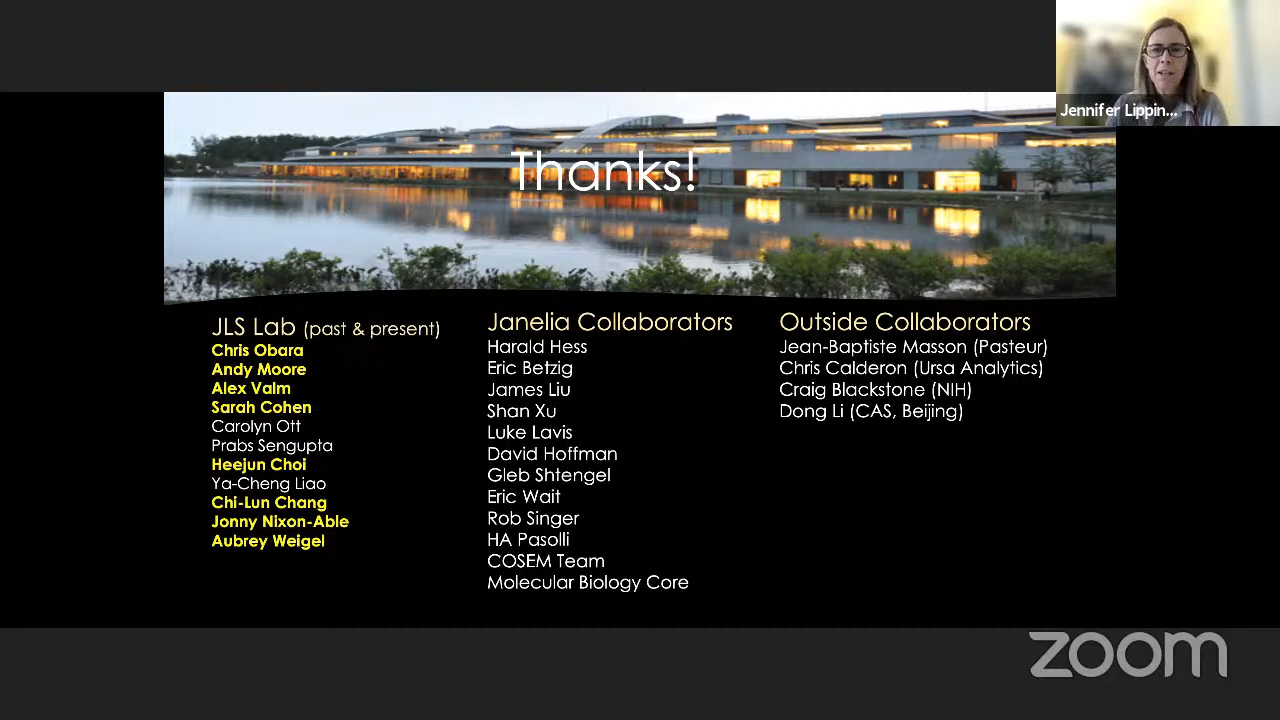 Jennifer Lippin...
Thanks!
JLS Lab (past & present)
Chris Obara
Andy Moore
Alex Valm
Sarah Cohen
Carolyn Ott
Prabs Sengupta
Heejun Choi
Ya-Cheng Liao
Chi-Lun Chang
Jonny Nixon-Able
Aubrey Weigel
Janelia Collaborators
Harald Hess
Eric Betzig
James Liu
Shan Xu
Luke Lavis
David Hoffman
Gleb Shtengel
Eric Wait
Rob Singer
HA Pasolli
COSEM Team
Molecular Biology Core
Outside Collaborators
Jean-Baptiste Masson (Pasteur)
Chris Calderon (Ursa Analytics)
Craig Blackstone (NIH)
Dong Li (CAS, Beijing)
zoom